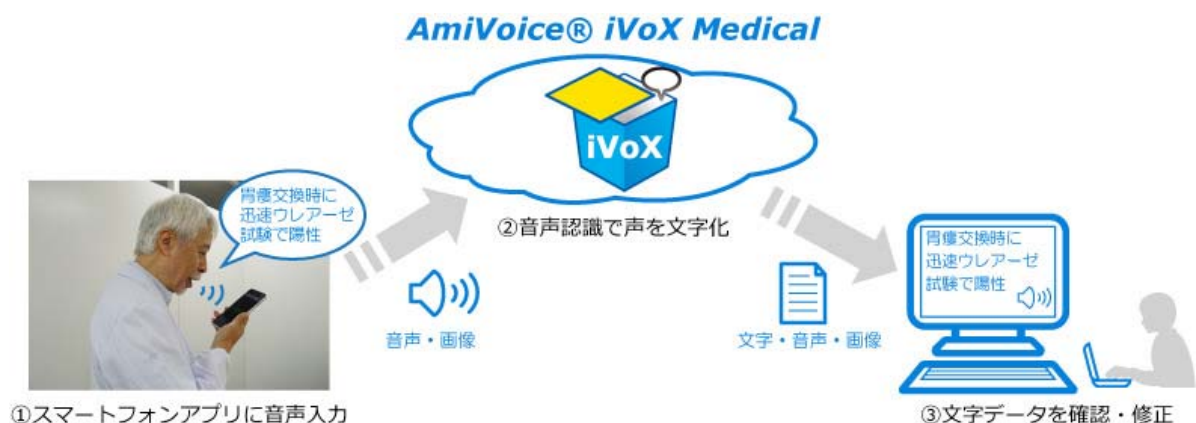 AmiVoice® iVoX Medical
iVoX
胃瘻交換時に
迅速ウレアーゼ
試験で陽性
②音声認識で声を文字化
胃瘻交換時に
迅速ウレアーゼ
試験で陽性
音声・画像
文字・音声・画像
①スマートフォンアプリに音声入力
③文字データを確認・修正